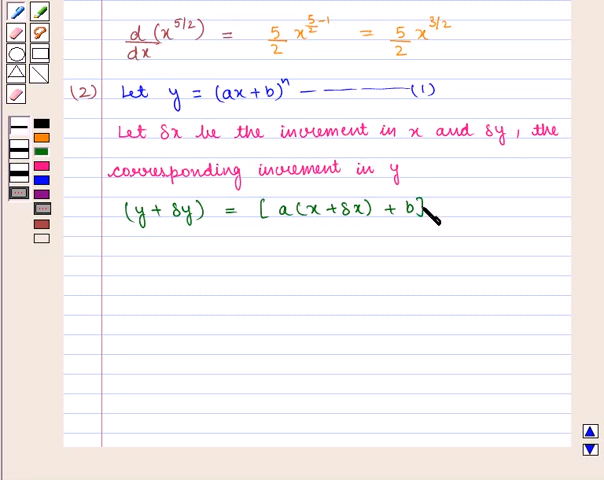 d/dx (x^{5/2}) = 5/2 x^{5/2 - 1} = 5/2 x^{3/2}
(2) Let y = (ax + b)^n - ——— (1)
Let δx be the increment in x and δy, the
corresponding increment in y
(y + δy) = [ a(x + δx) + b]